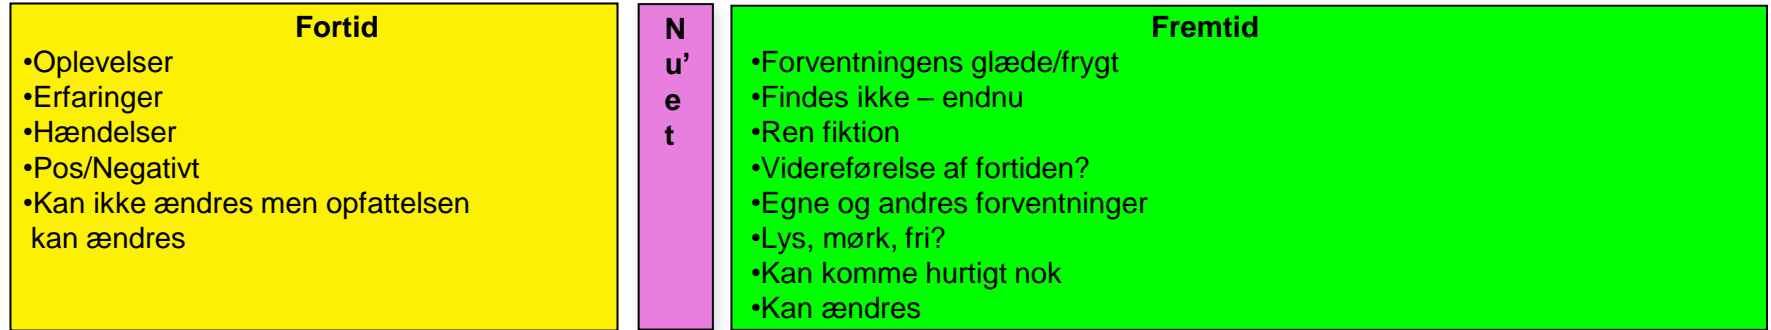 Fortid
•Oplevelser
•Erfaringer
•Hændelser
•Pos/Negativt
•Kan ikke ændres men opfattelsen
kan ændres
N
u’
e
t
Fremtid
•Forventningens glæde/frygt
•Findes ikke – endnu
•Ren fiktion
•Videreførelse af fortiden?
•Egne og andres forventninger
•Lys, mørk, fri?
•Kan komme hurtigt nok
•Kan ændres